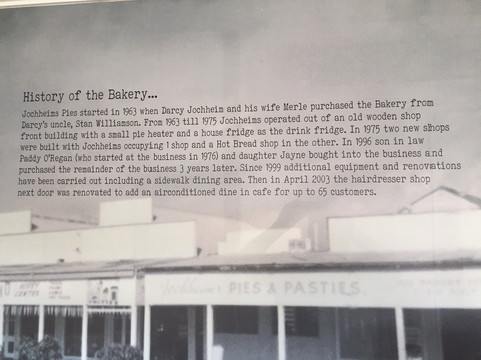 History of the Bakery...
Jochheims Pies started in 1963 when Darcy Jochheim and his wife Merle purchased the Bakery from
Darcy's uncle, Stan Williamson. From 1963 till 1975 Jochheims operated out of an old wooden shop
front building with a small pie heater and a house fridge as the drink fridge. In 1975 two new shops
were built with Jochheims occupying 1 shop and a Hot Bread shop in the other. In 1996 son in law
Paddy O'Regan (who started at the business in 1976) and daughter Jayne bought into the business and
purchased the remainder of the business 3 years later. Since 1999 additional equipment and renovations
have been carried out including a sidewalk dining area. Then in April 2003 the hairdresser shop
next door was renovated to add an airconditioned dine in cafe for up to 65 customers.
Jochheim's PIES & PASTIES